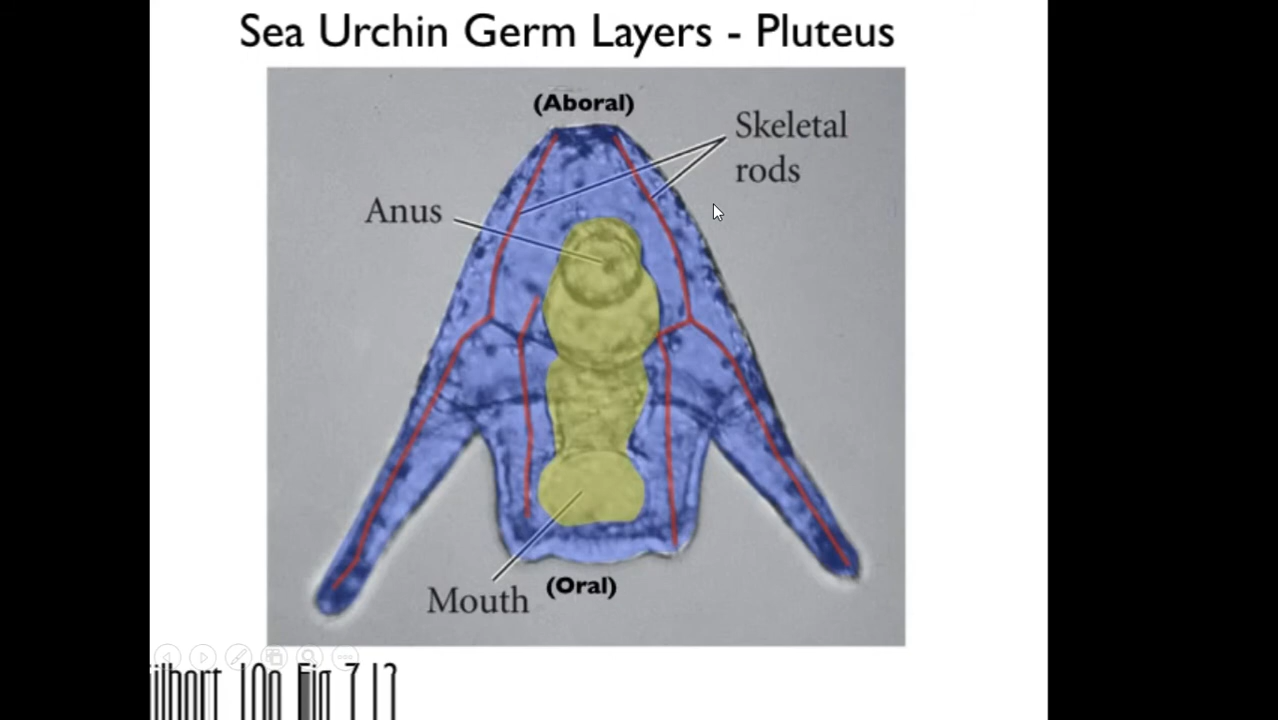 Sea Urchin Germ Layers - Pluteus
(Aboral)
Skeletal
rods
Anus
Mouth
(Oral)